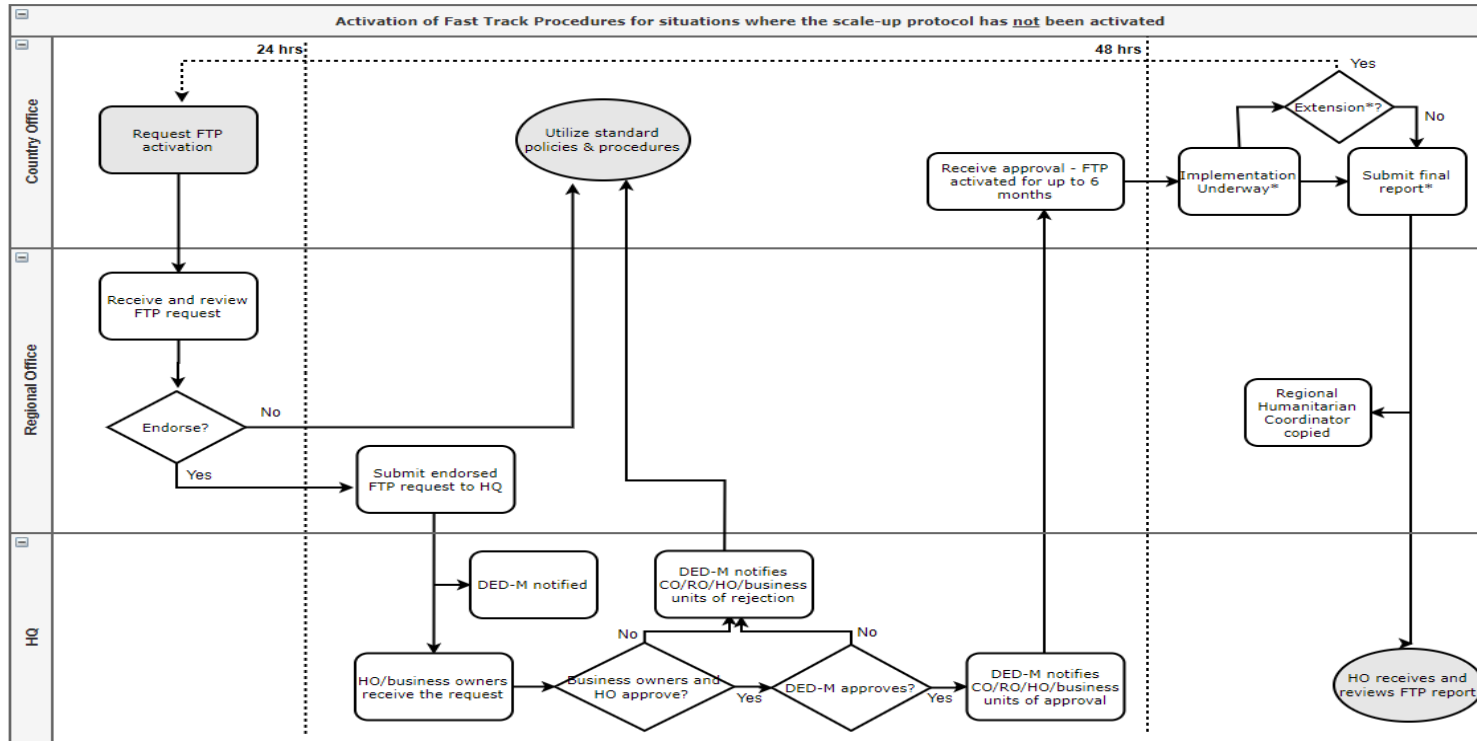 Activation of Fast Track Procedures for situations where the scale-up protocol has not been activated
Country Office
24 hrs
48 hrs
Request FTP
activation
Utilize standard
policies & procedures
Receive approval - FTP
activated for up to 6
months
Implementation
Underway*
Extension*?
Yes
No
Submit final
report*
Regional Office
Receive and review
FTP request
Endorse?
No
Yes
Submit endorsed
FTP request to HQ
Regional
Humanitarian
Coordinator
copied
HQ
DED-M notified
DED-M notifies
CO/RO/HO/business
units of rejection
HO/business owners
receive the request
Business owners and
HO approve?
No
Yes
DED-M approves?
No
Yes
DED-M notifies
CO/RO/HO/business
units of approval
HO receives and
reviews FTP report